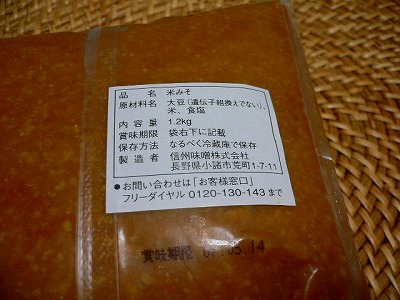 品名 米みそ
原材料名 大豆(遺伝子組換えでない)、
米、食塩
内容量 1.2kg
賞味期限 袋右下に記載
保存方法 なるべく冷蔵庫で保存
製造者 信州味噌株式会社
長野県小諸市荒町1-7-11
●お問い合わせは「お客様窓口」
フリーダイヤル 0120-130-143 まで
賞味期限 07.05.14